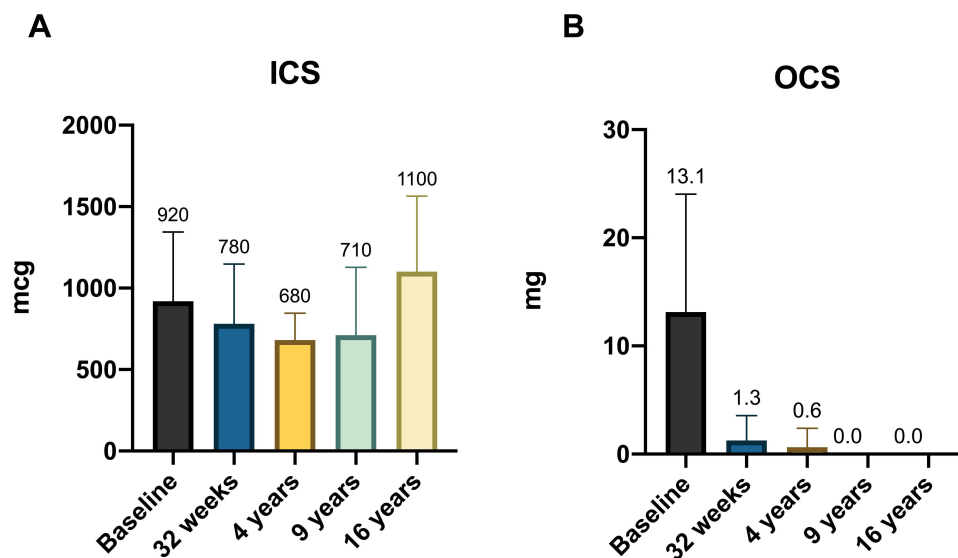 A
ICS
mcg
2000
1500
1000
500
0
920
780
680
710
1100
Baseline
32 weeks
4 years
9 years
16 years
B
OCS
mg
30
20
10
0
13.1
1.3
0.6
0.0
0.0
Baseline
32 weeks
4 years
9 years
16 years